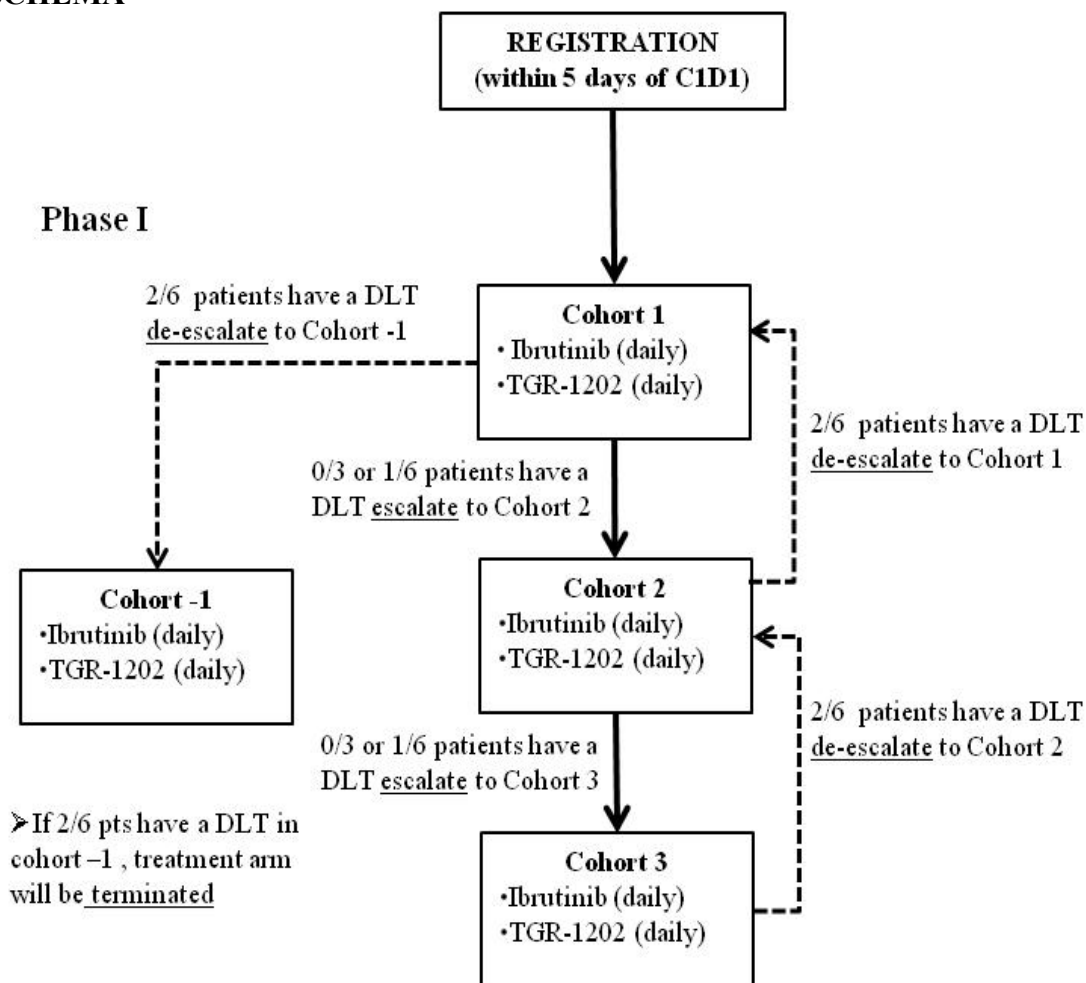 SCHEMA
REGISTRATION
(within 5 days of C1D1)
Phase I
2/6 patients have a DLT
de-escalate to Cohort -1
Cohort 1
•Ibrutinib (daily)
•TGR-1202 (daily)
2/6 patients have a DLT
de-escalate to Cohort 1
0/3 or 1/6 patients have a
DLT escalate to Cohort 2
Cohort -1
•Ibrutinib (daily)
•TGR-1202 (daily)
Cohort 2
•Ibrutinib (daily)
•TGR-1202 (daily)
2/6 patients have a DLT
de-escalate to Cohort 2
0/3 or 1/6 patients have a
DLT escalate to Cohort 3
➤If 2/6 pts have a DLT in
cohort –1 , treatment arm
will be terminated
Cohort 3
•Ibrutinib (daily)
•TGR-1202 (daily)